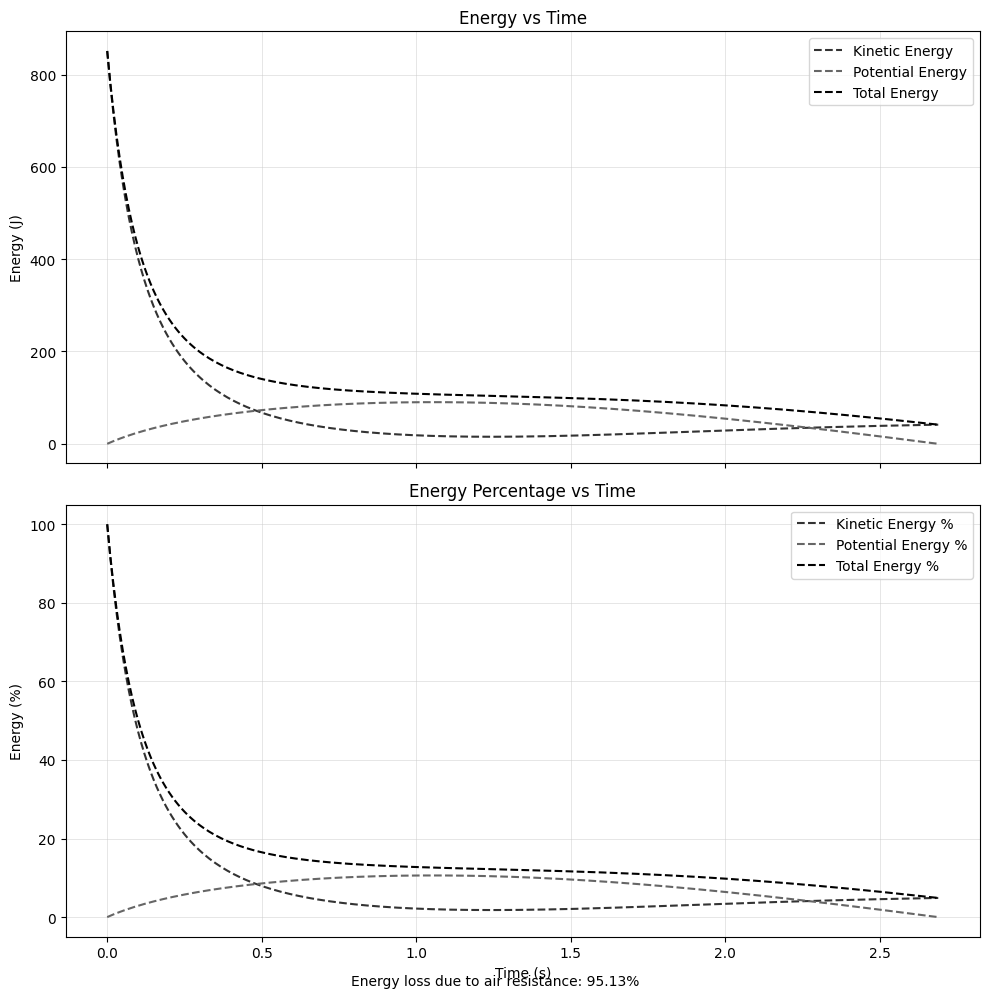 Energy vs Time
Kinetic Energy
Potential Energy
Total Energy
800
600
400
200
0
Energy (J)
Energy Percentage vs Time
Kinetic Energy %
Potential Energy %
Total Energy %
100
80
60
40
20
0
Energy (%)
0.0 0.5 1.0 1.5 2.0 2.5
Time (s)
Energy loss due to air resistance: 95.13%